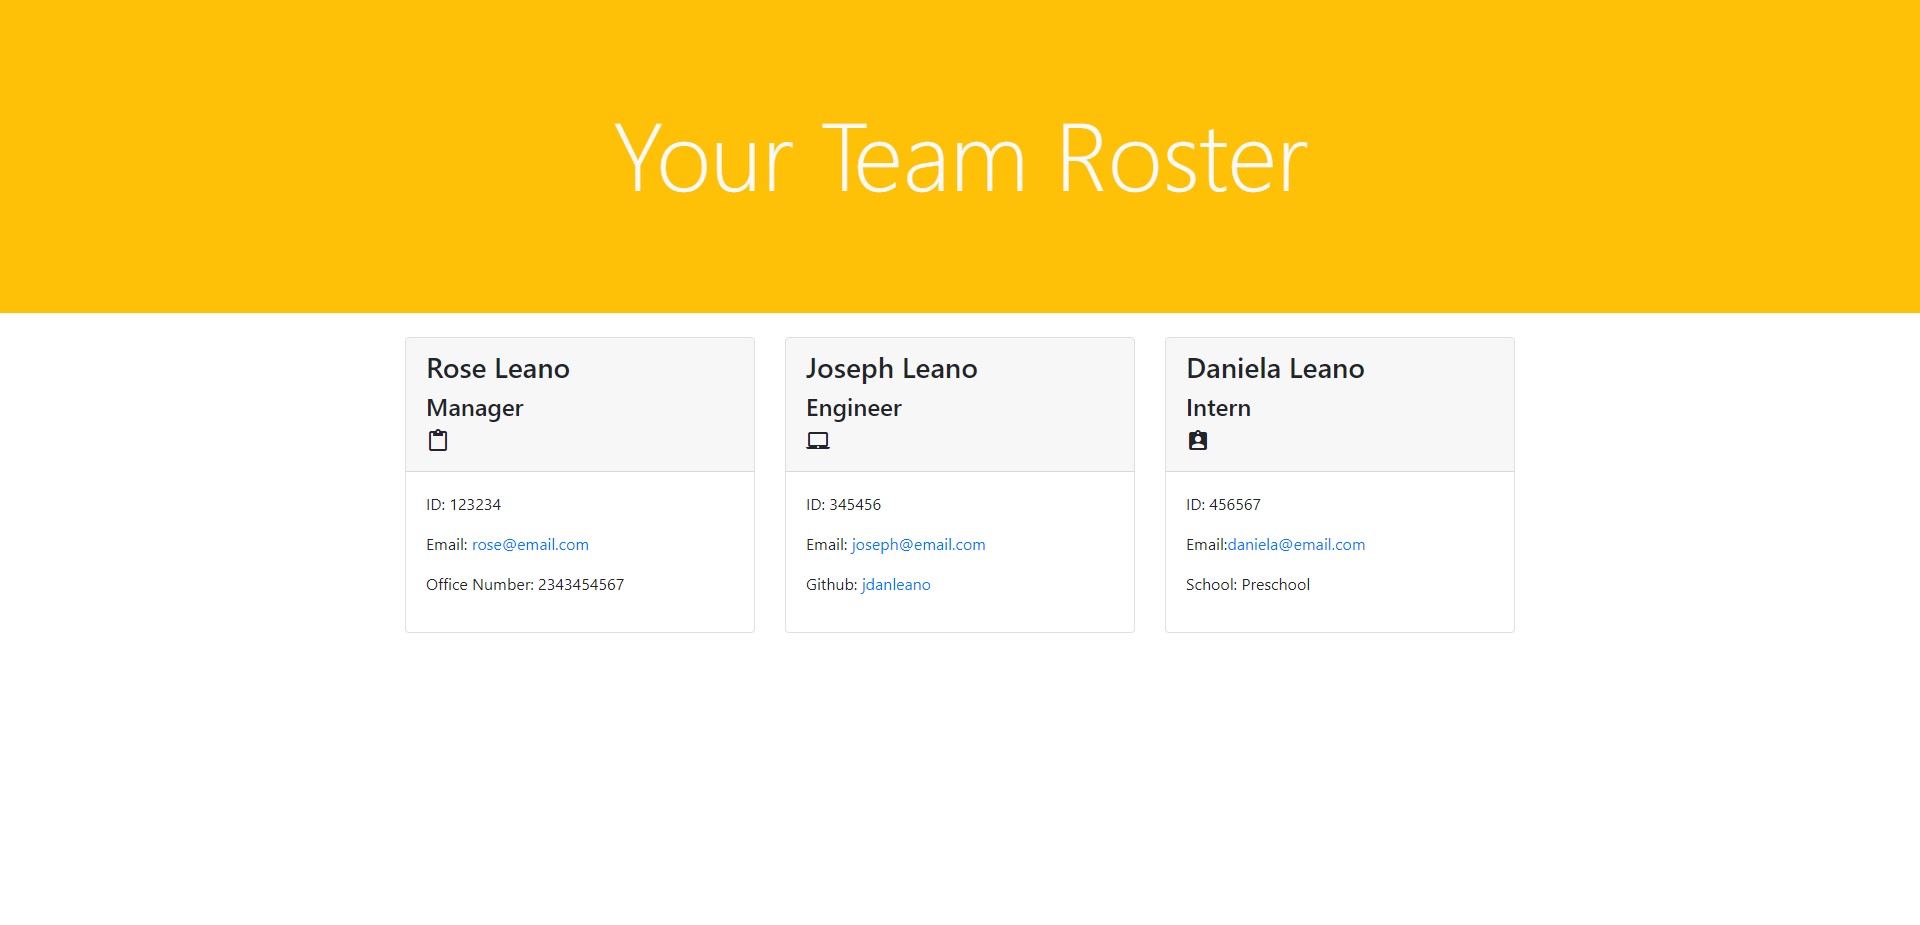 Your Team Roster
Rose Leano
Manager
ID: 123234
Email: rose@email.com
Office Number: 2343454567
Joseph Leano
Engineer
ID: 345456
Email: joseph@email.com
Github: jdanleano
Daniela Leano
Intern
ID: 456567
Email:daniela@email.com
School: Preschool